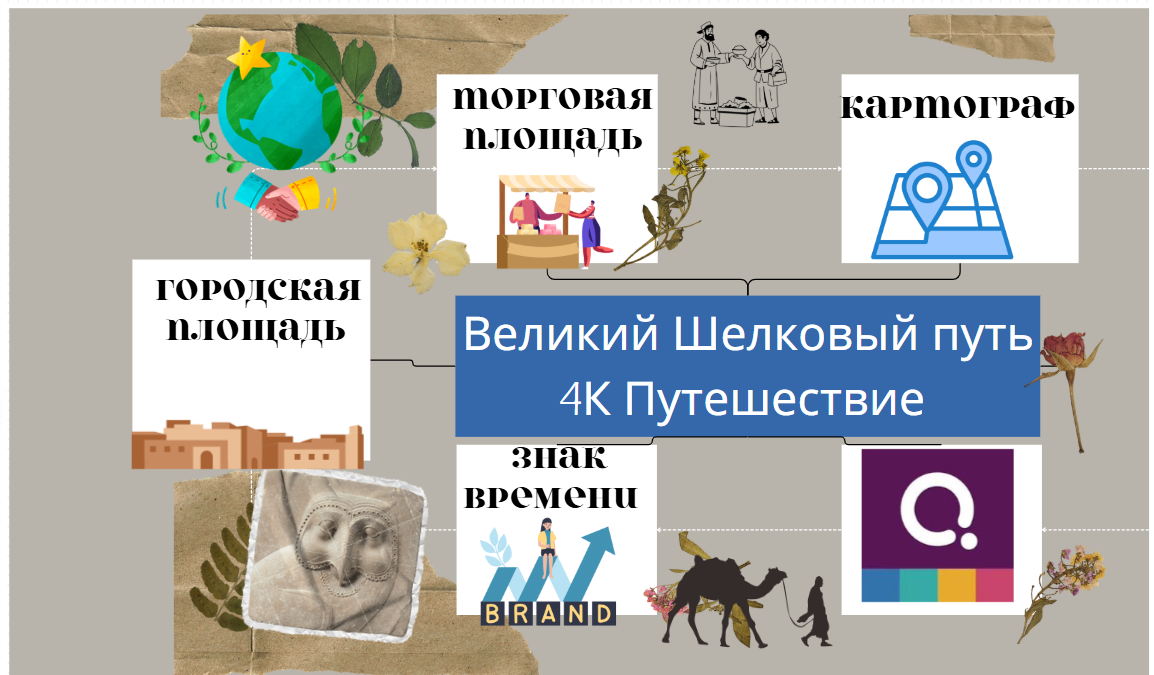 торговая
площадь
картограф
городская
площадь
Великий Шелковый путь
4К Путешествие
знак
времени
BRAND